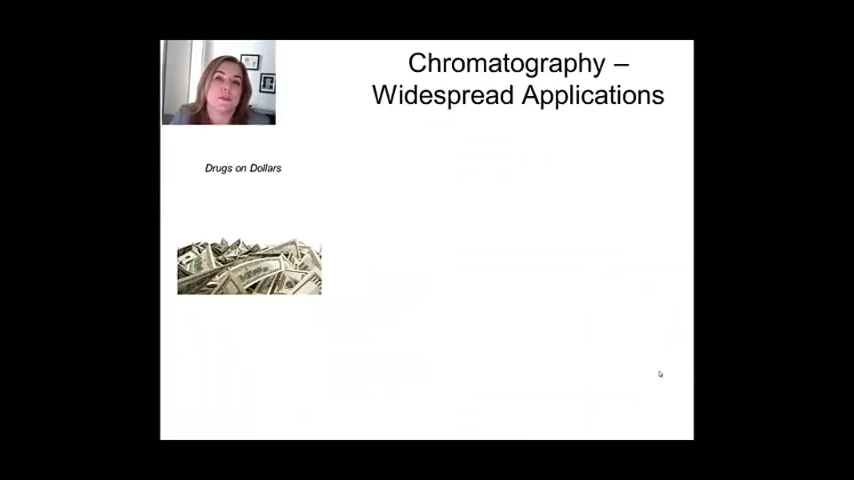 Chromatography –
Widespread Applications
Drugs on Dollars